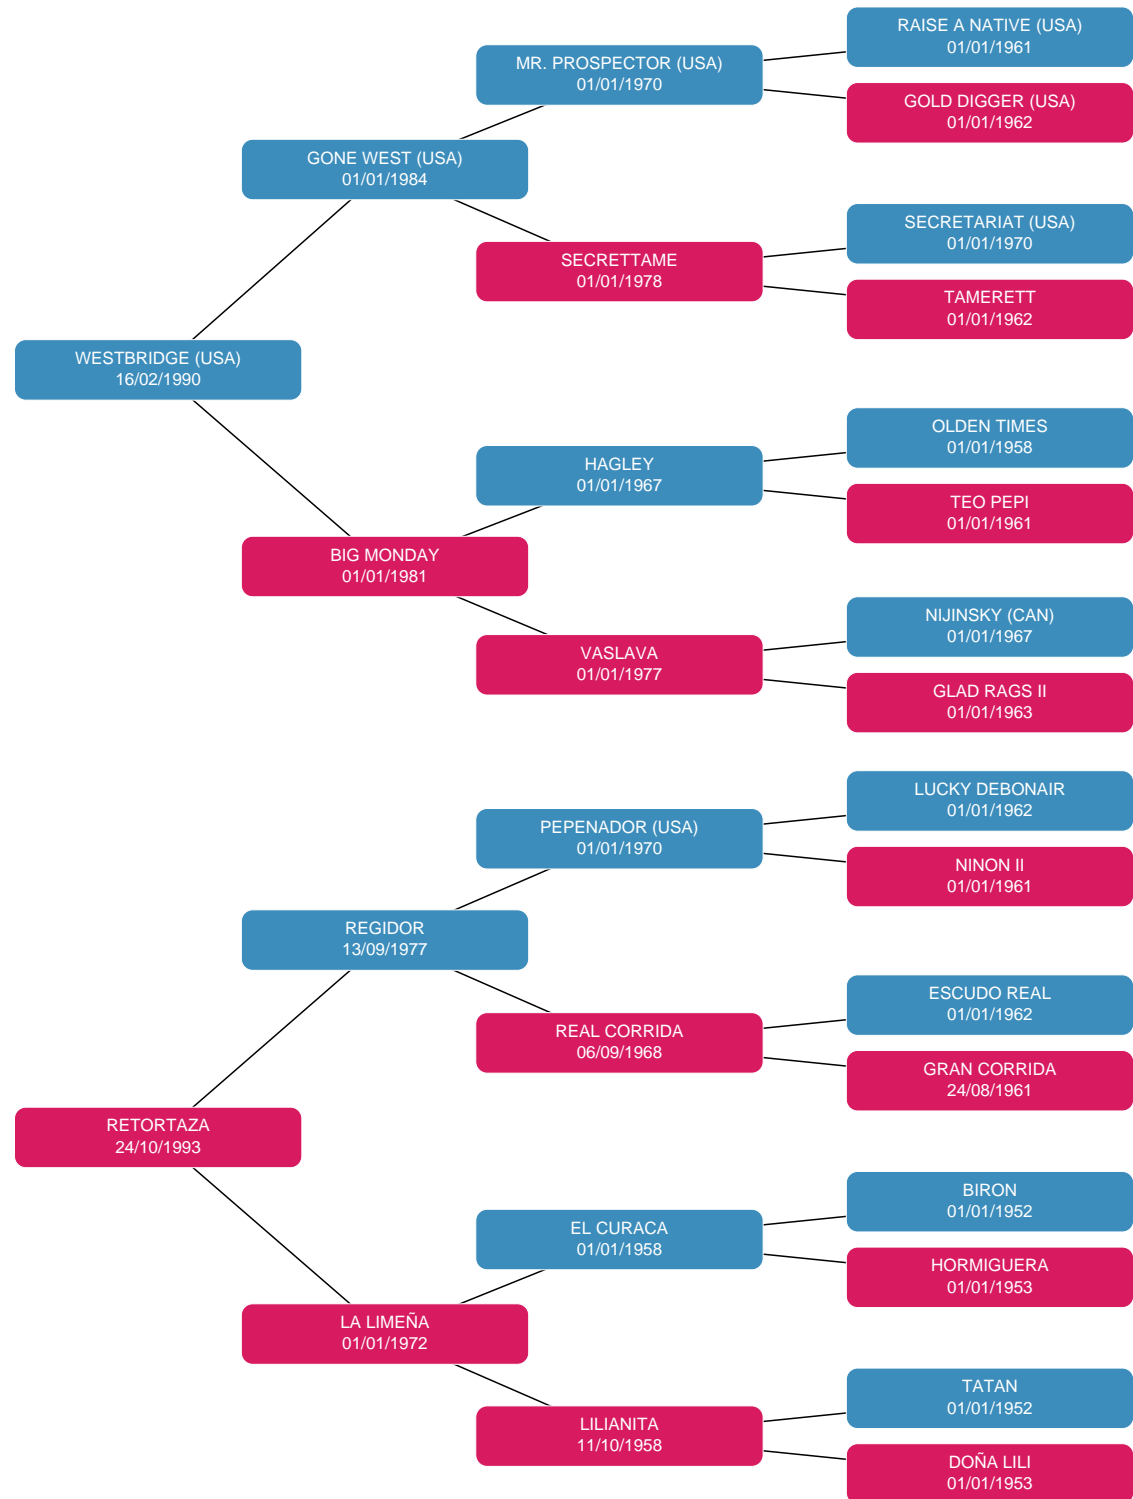 RAISE A NATIVE (USA)
01/01/1961
MR. PROSPECTOR (USA)
01/01/1970
GOLD DIGGER (USA)
01/01/1962
GONE WEST (USA)
01/01/1984
SECRETARIAT (USA)
01/01/1970
SECRETTAME
01/01/1978
TAMERETT
01/01/1962
WESTBRIDGE (USA)
16/02/1990
OLDEN TIMES
01/01/1958
HAGLEY
01/01/1967
TEO PEPI
01/01/1961
BIG MONDAY
01/01/1981
NIJINSKY (CAN)
01/01/1967
VASLAVA
01/01/1977
GLAD RAGS II
01/01/1963
LUCKY DEBONAIR
01/01/1962
PEPENADOR (USA)
01/01/1970
NINON II
01/01/1961
REGIDOR
13/09/1977
ESCUDO REAL
01/01/1962
REAL CORRIDA
06/09/1968
GRAN CORRIDA
24/08/1961
RETORTAZA
24/10/1993
BIRON
01/01/1952
EL CURACA
01/01/1958
HORMIGUERA
01/01/1953
LA LIMEÑA
01/01/1972
TATAN
01/01/1952
LILIANITA
11/10/1958
DOÑA LILI
01/01/1953